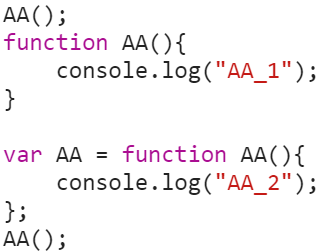 AA();
function AA(){
    console.log("AA_1");
}

var AA = function AA(){
    console.log("AA_2");
};
AA();